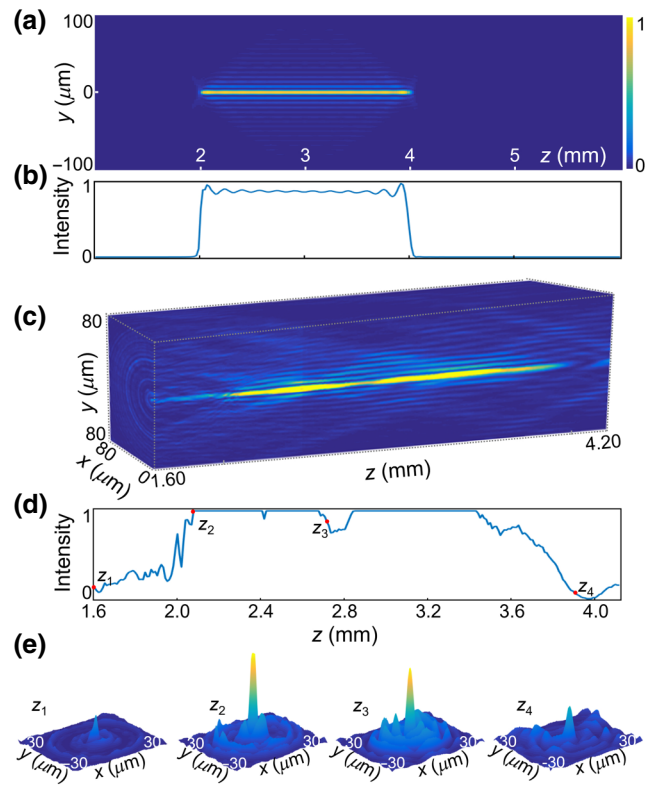 (a)
100
y (μm)
0
−100
2
3
4
5
z (mm)
1
0
(b)
Intensity
1
0
(c)
80
y (μm)
80
80
x (μm)
0
1.60
z (mm)
4.20
(d)
Intensity
1
0
z1
z2
z3
z4
1.6
2.0
2.4
2.8
3.2
3.6
4.0
z (mm)
(e)
z1
z2
z3
z4
30
−30
30
y (μm)
x (μm)
30
−30
30
y (μm)
x (μm)
30
−30
30
y (μm)
x (μm)
30
−30
30
y (μm)
x (μm)